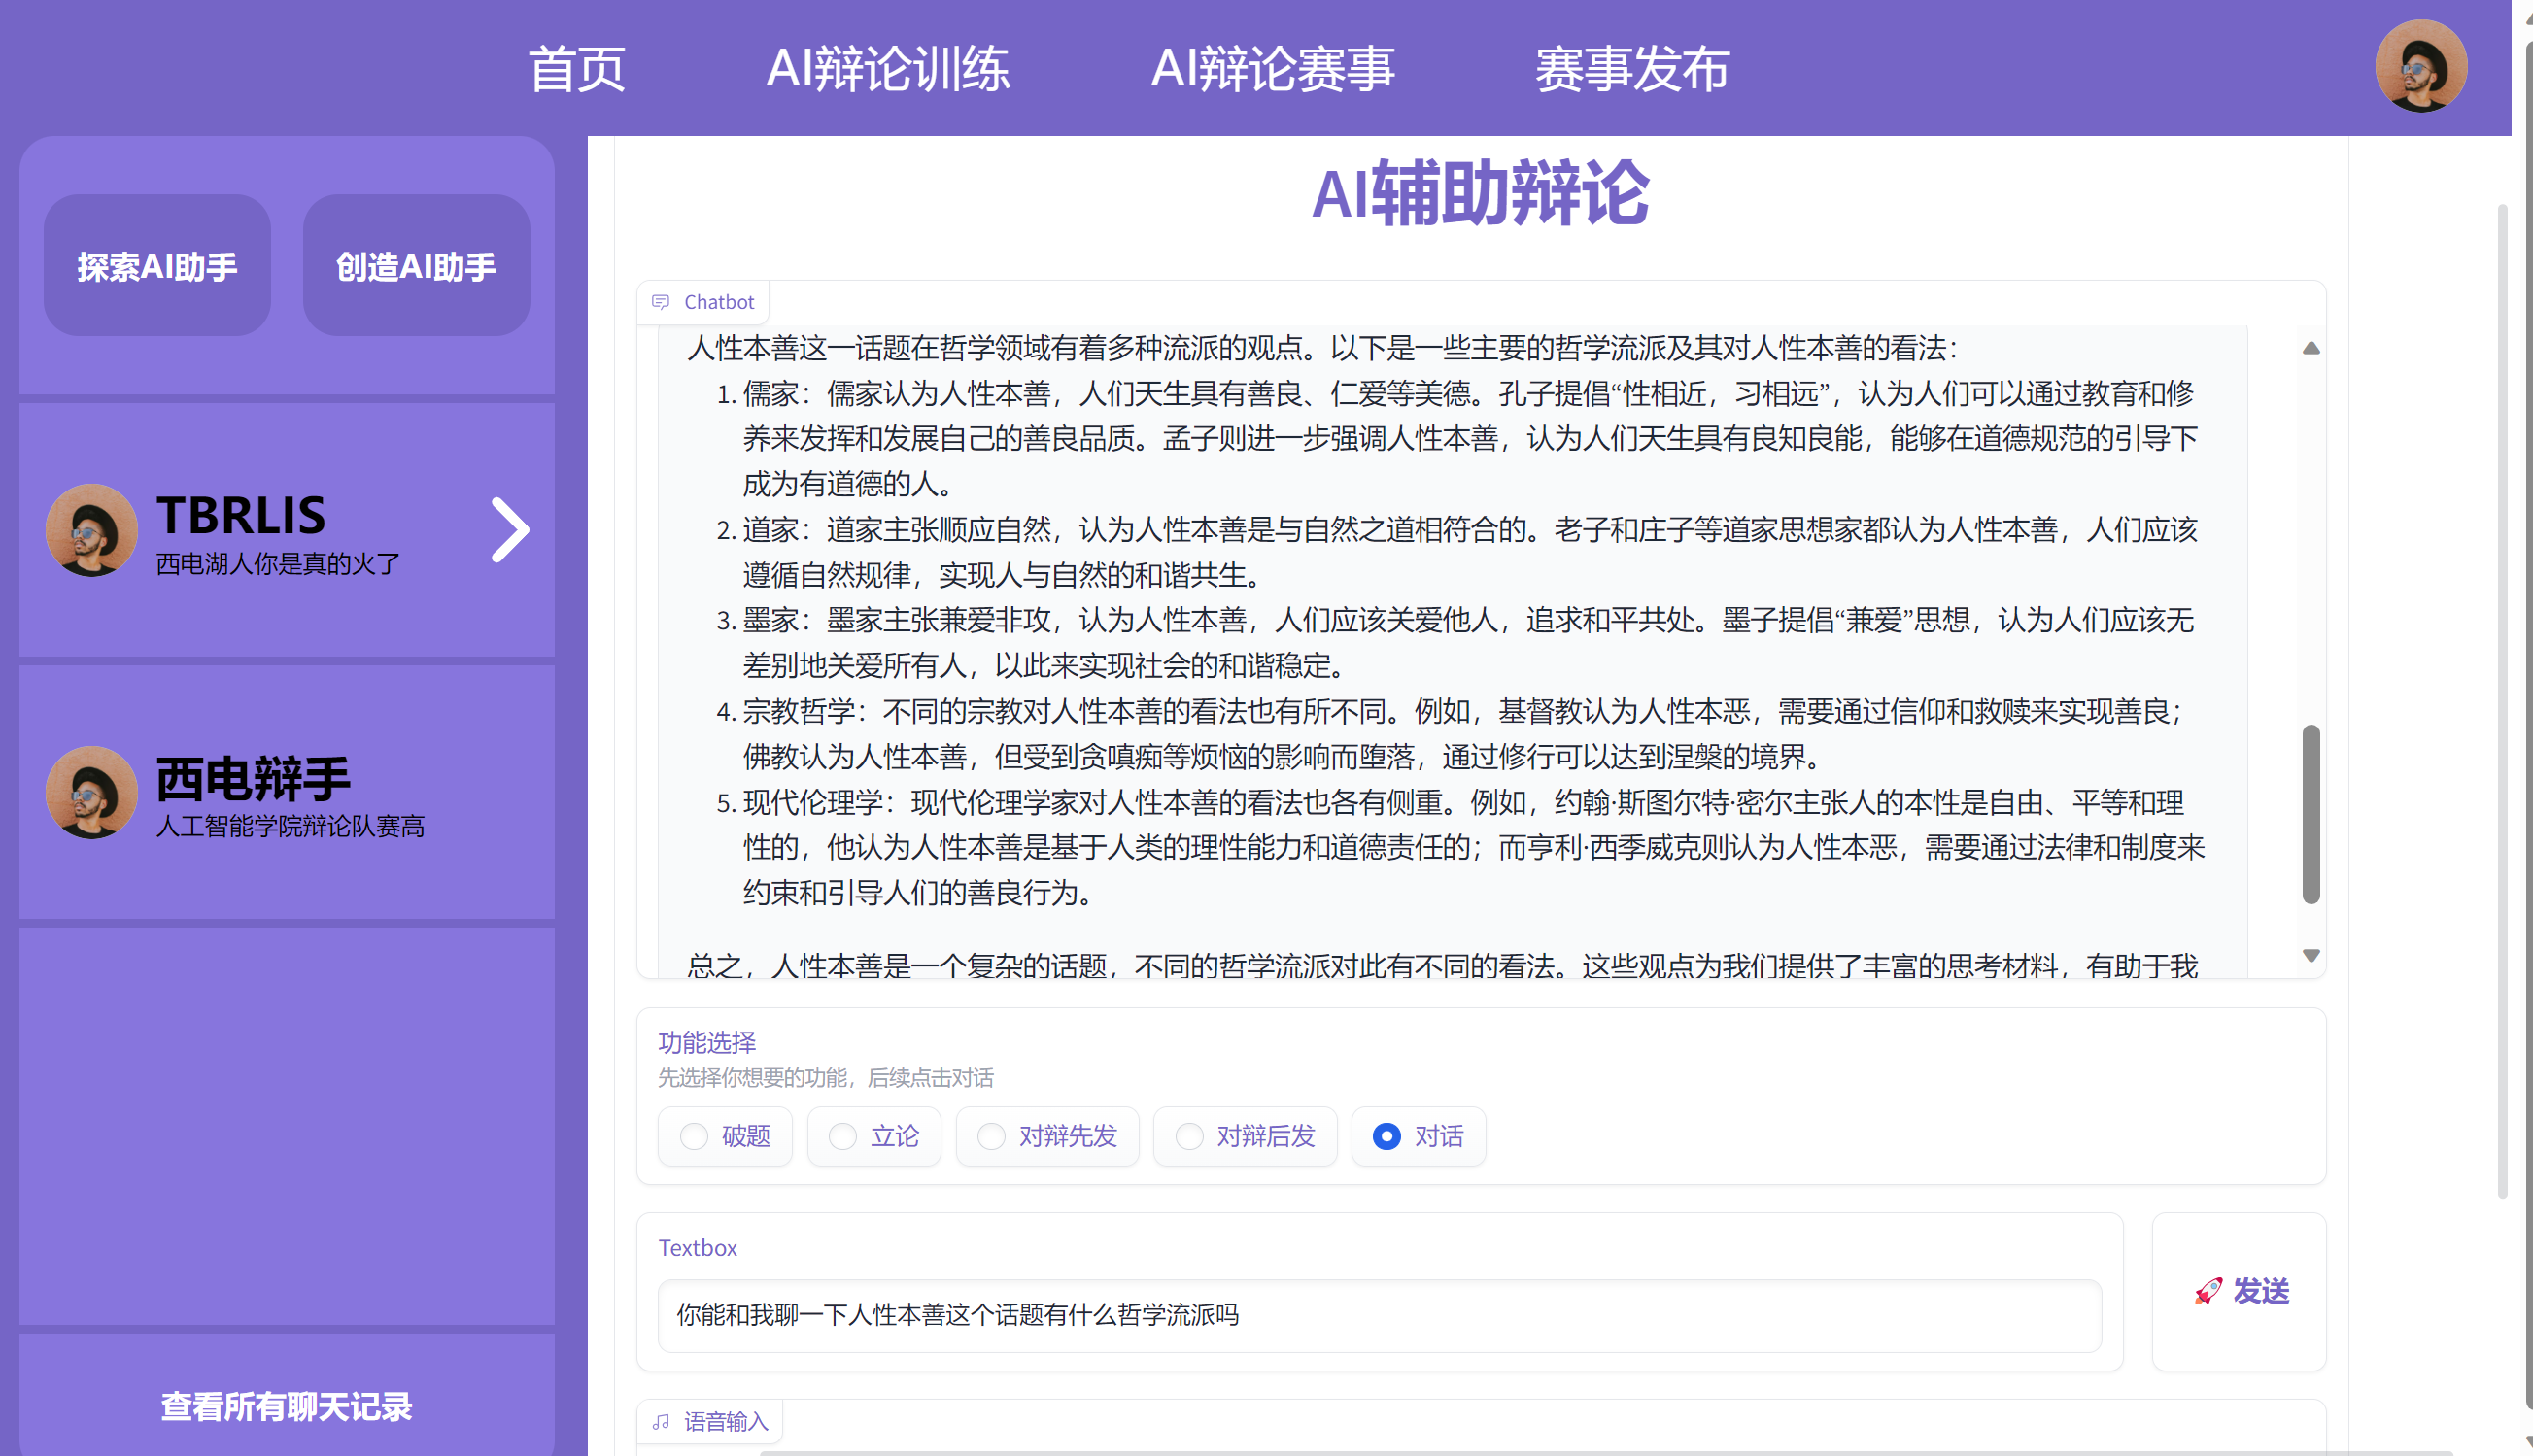 首页 AI辩论训练 AI辩论赛事 赛事发布
探索AI助手 创造AI助手
TBRLIS
西电湖人你是真的火了
西电辩手
人工智能学院辩论队赛高
查看所有聊天记录
AI辅助辩论
Chatbot
人性本善这一话题在哲学领域有着多种流派的观点。以下是一些主要的哲学流派及其对人性本善的看法：
1. 儒家：儒家认为人性本善，人们天生具有善良、仁爱等美德。孔子提倡“性相近，习相远”，认为人们可以通过教育和修
养来发挥和发展自己的善良品质。孟子则进一步强调人性本善，认为人们天生具有良知良能，能够在道德规范的引导下
成为有道德的人。
2. 道家：道家主张顺应自然，认为人性本善是与自然之道相符合的。老子和庄子等道家思想家都认为人性本善，人们应该
遵循自然规律，实现人与自然的和谐共生。
3. 墨家：墨家主张兼爱非攻，认为人性本善，人们应该关爱他人，追求和平共处。墨子提倡“兼爱”思想，认为人们应该无
差别地关爱所有人，以此来实现社会的和谐稳定。
4. 宗教哲学：不同的宗教对人性本善的看法也有所不同。例如，基督教认为人性本恶，需要通过信仰和救赎来实现善良；
佛教认为人性本善，但受到贪嗔痴等烦恼的影响而堕落，通过修行可以达到涅槃的境界。
5. 现代伦理学：现代伦理学家对人性本善的看法也各有侧重。例如，约翰·斯图尔特·密尔主张人的本性是自由、平等和理
性的，他认为人性本善是基于人类的理性能力和道德责任的；而亨利·西季威克则认为人性本恶，需要通过法律和制度来
约束和引导人们的善良行为。
总之，人性本善是一个复杂的话题，不同的哲学流派对此有不同的看法。这些观点为我们提供了丰富的思考材料，有助于我
功能选择
先选择你想要的功能，后续点击对话
破题 立论 对辩先发 对辩后发 对话
Textbox
你能和我聊一下人性本善这个话题有什么哲学流派吗
🚀 发送
语音输入